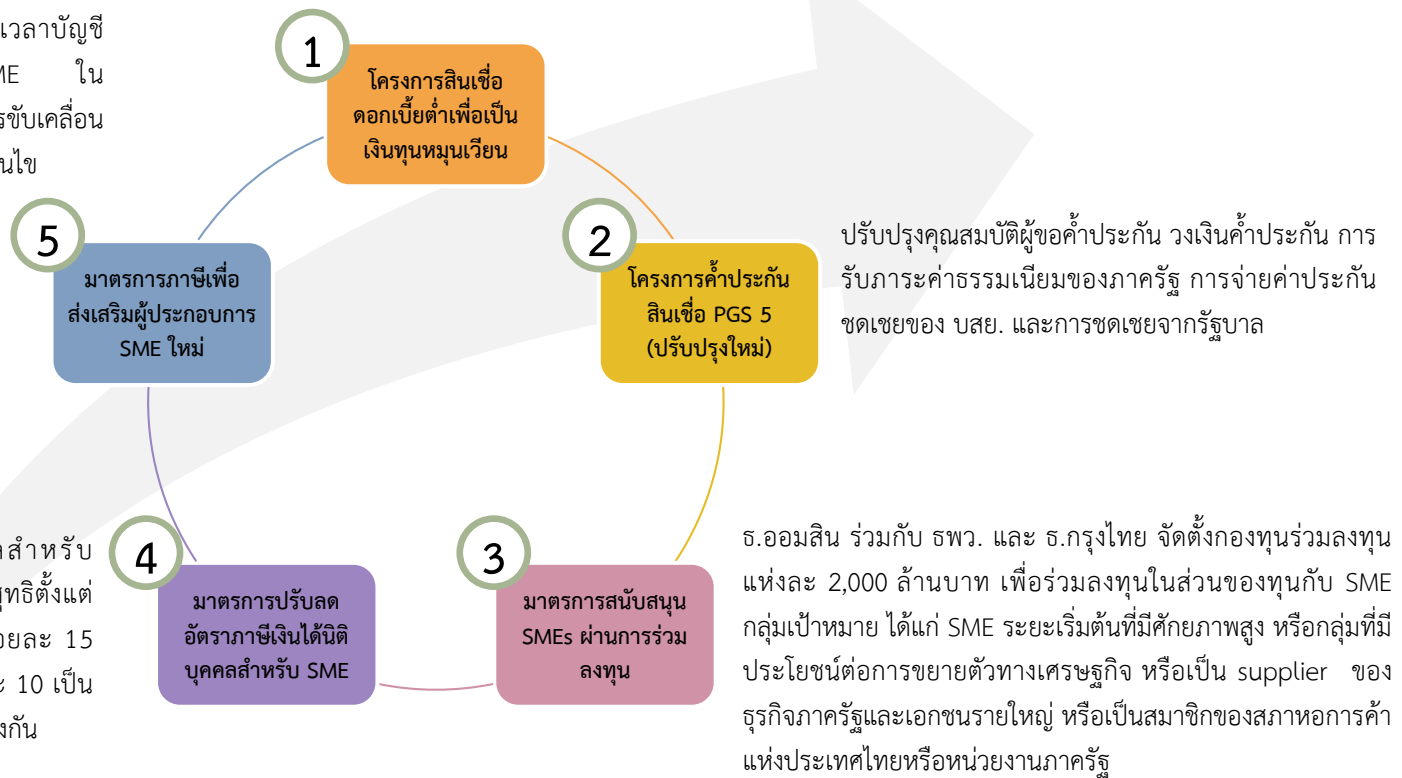 เวลาบัญชี
ME ใน
รขับเคลื่อน
นไข
1
โครงการสินเชื่อ
ดอกเบี้ยต่ำเพื่อเป็น
เงินทุนหมุนเวียน
2
โครงการค้ำประกัน
สินเชื่อ PGS 5
(ปรับปรุงใหม่)
ปรับปรุงคุณสมบัติผู้ขอค้ำประกัน วงเงินค้ำประกัน การ
รับภาระค่าธรรมเนียมของภาครัฐ การจ่ายค่าประกัน
ชดเชยของ บสย. และการชดเชยจากรัฐบาล
3
มาตรการสนับสนุน
SMEs ผ่านการร่วม
ลงทุน
ธ.ออมสิน ร่วมกับ ธพว. และ ธ.กรุงไทย จัดตั้งกองทุนร่วมลงทุน
แห่งละ 2,000 ล้านบาท เพื่อร่วมลงทุนในส่วนของทุนกับ SME
กลุ่มเป้าหมาย ได้แก่ SME ระยะเริ่มต้นที่มีศักยภาพสูง หรือกลุ่มที่มี
ประโยชน์ต่อการขยายตัวทางเศรษฐกิจ หรือเป็น supplier ของ
ธุรกิจภาครัฐและเอกชนรายใหญ่ หรือเป็นสมาชิกของสภาหอการค้า
แห่งประเทศไทยหรือหน่วยงานภาครัฐ
4
มาตรการปรับลด
อัตราภาษีเงินได้นิติ
บุคคลสำหรับ SME
ลสำหรับ
สุทธิตั้งแต่
อยละ 15
ะ 10 เป็น
งกัน
5
มาตรการภาษีเพื่อ
ส่งเสริมผู้ประกอบการ
SME ใหม่